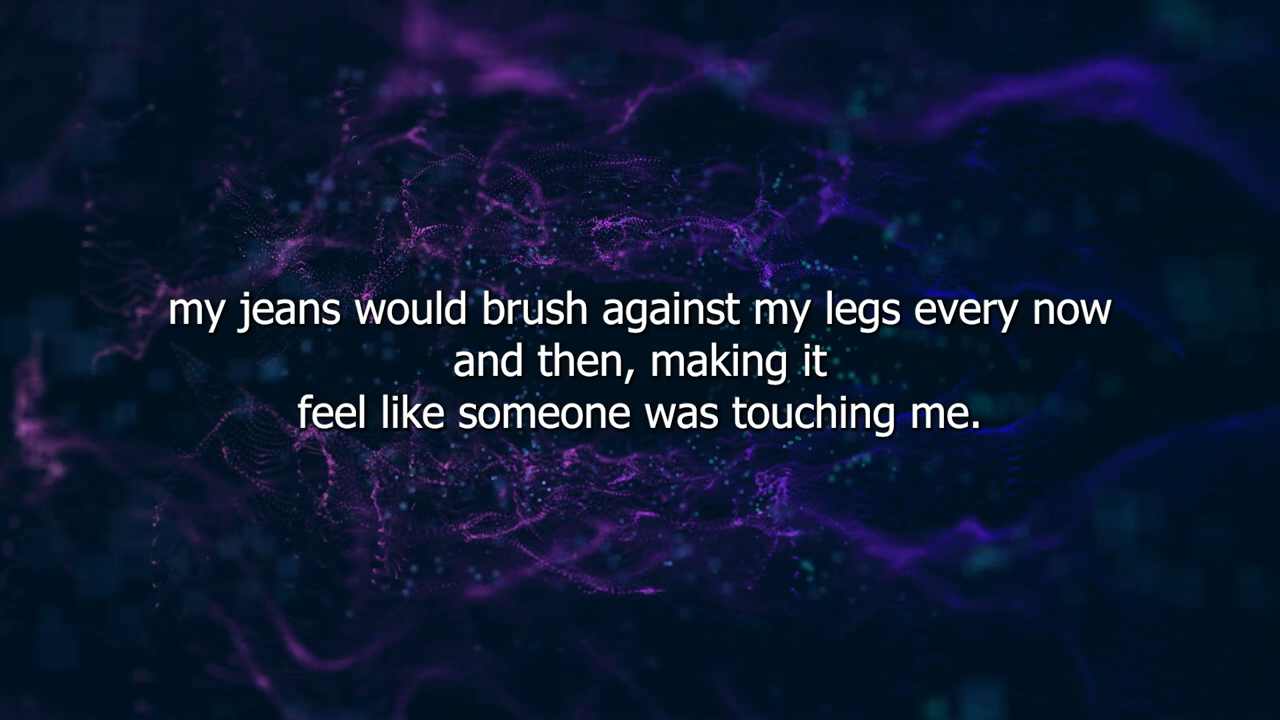 my jeans would brush against my legs every now
and then, making it
feel like someone was touching me.